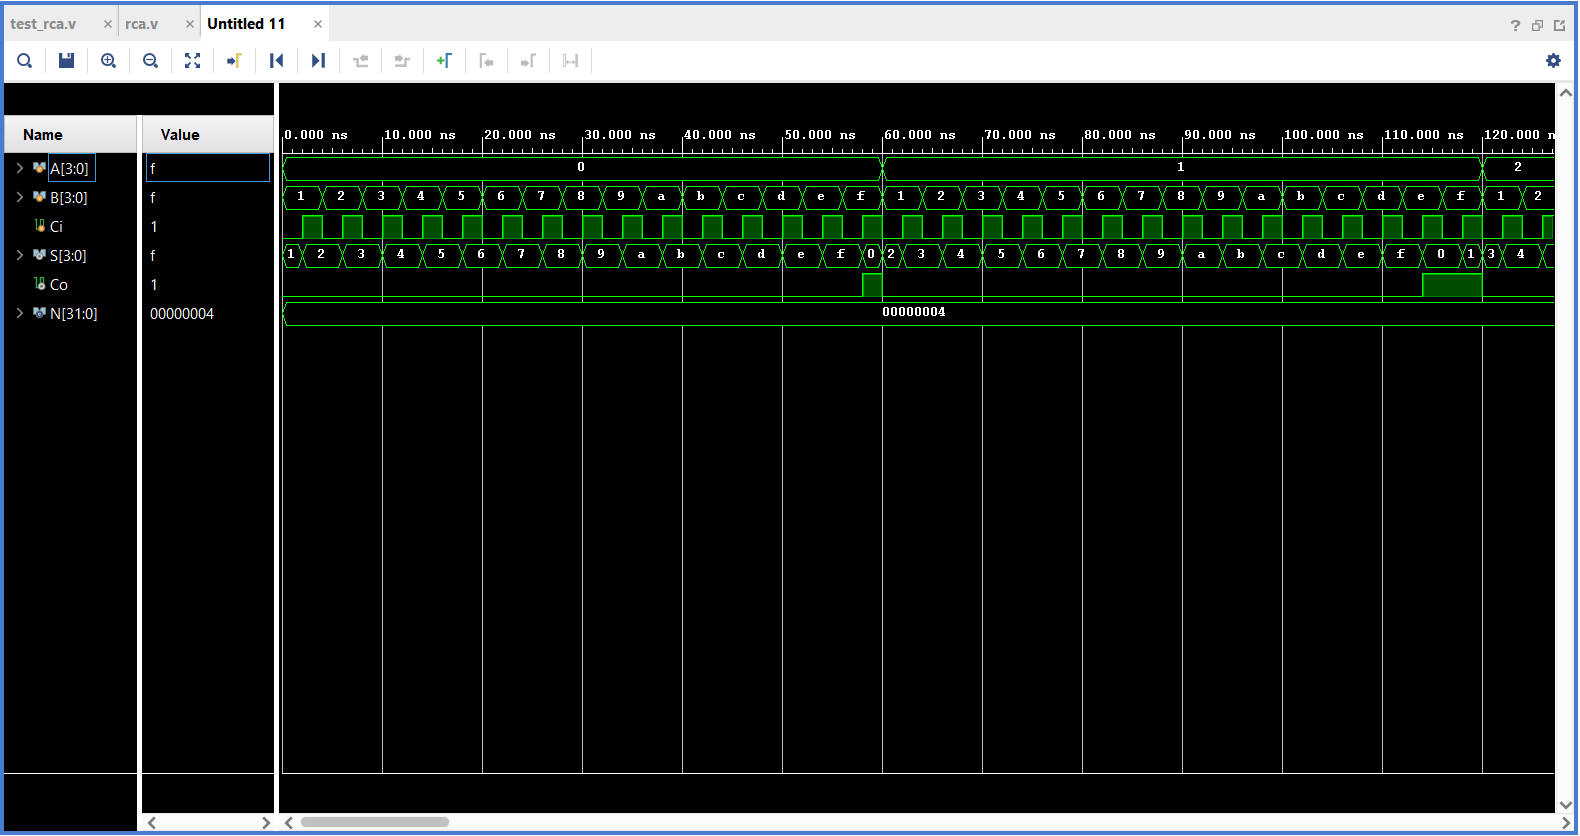 test_rca.v × rca.v × Untitled 11 ×
?
Name Value
0.000 ns 10.000 ns 20.000 ns 30.000 ns 40.000 ns 50.000 ns 60.000 ns 70.000 ns 80.000 ns 90.000 ns 100.000 ns 110.000 ns 120.000 n
A[3:0] f 0 1 2
B[3:0] f 1 2 3 4 5 6 7 8 9 a b c d e f 1 2 3 4 5 6 7 8 9 a b c d e f 1 2
Ci 1
S[3:0] f 1 2 3 4 5 6 7 8 9 a b c d e f 0 2 3 4 5 6 7 8 9 a b c d e f 0 1 3 4
Co 1
N[31:0] 00000004 00000004